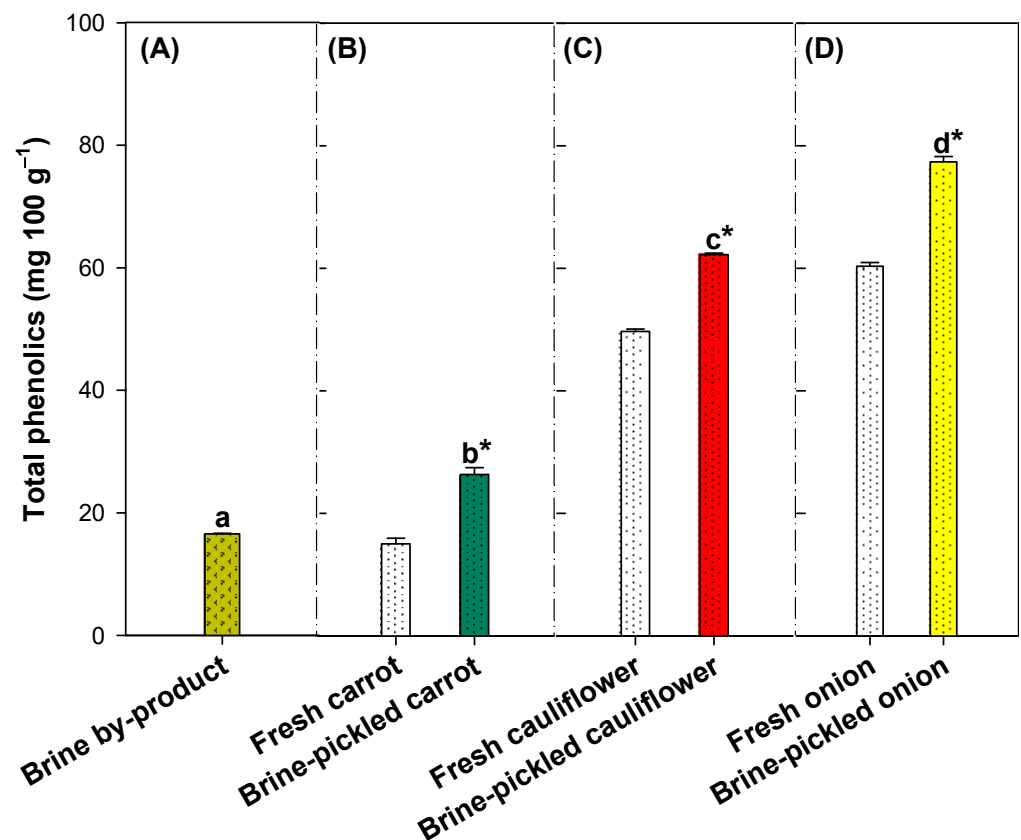 Total phenolics (mg 100 g⁻¹)
100
80
60
40
20
0
(A)
(B)
(C)
(D)
a
b*
c*
d*
Brine by-product
Fresh carrot
Brine-pickled carrot
Fresh cauliflower
Brine-pickled cauliflower
Fresh onion
Brine-pickled onion